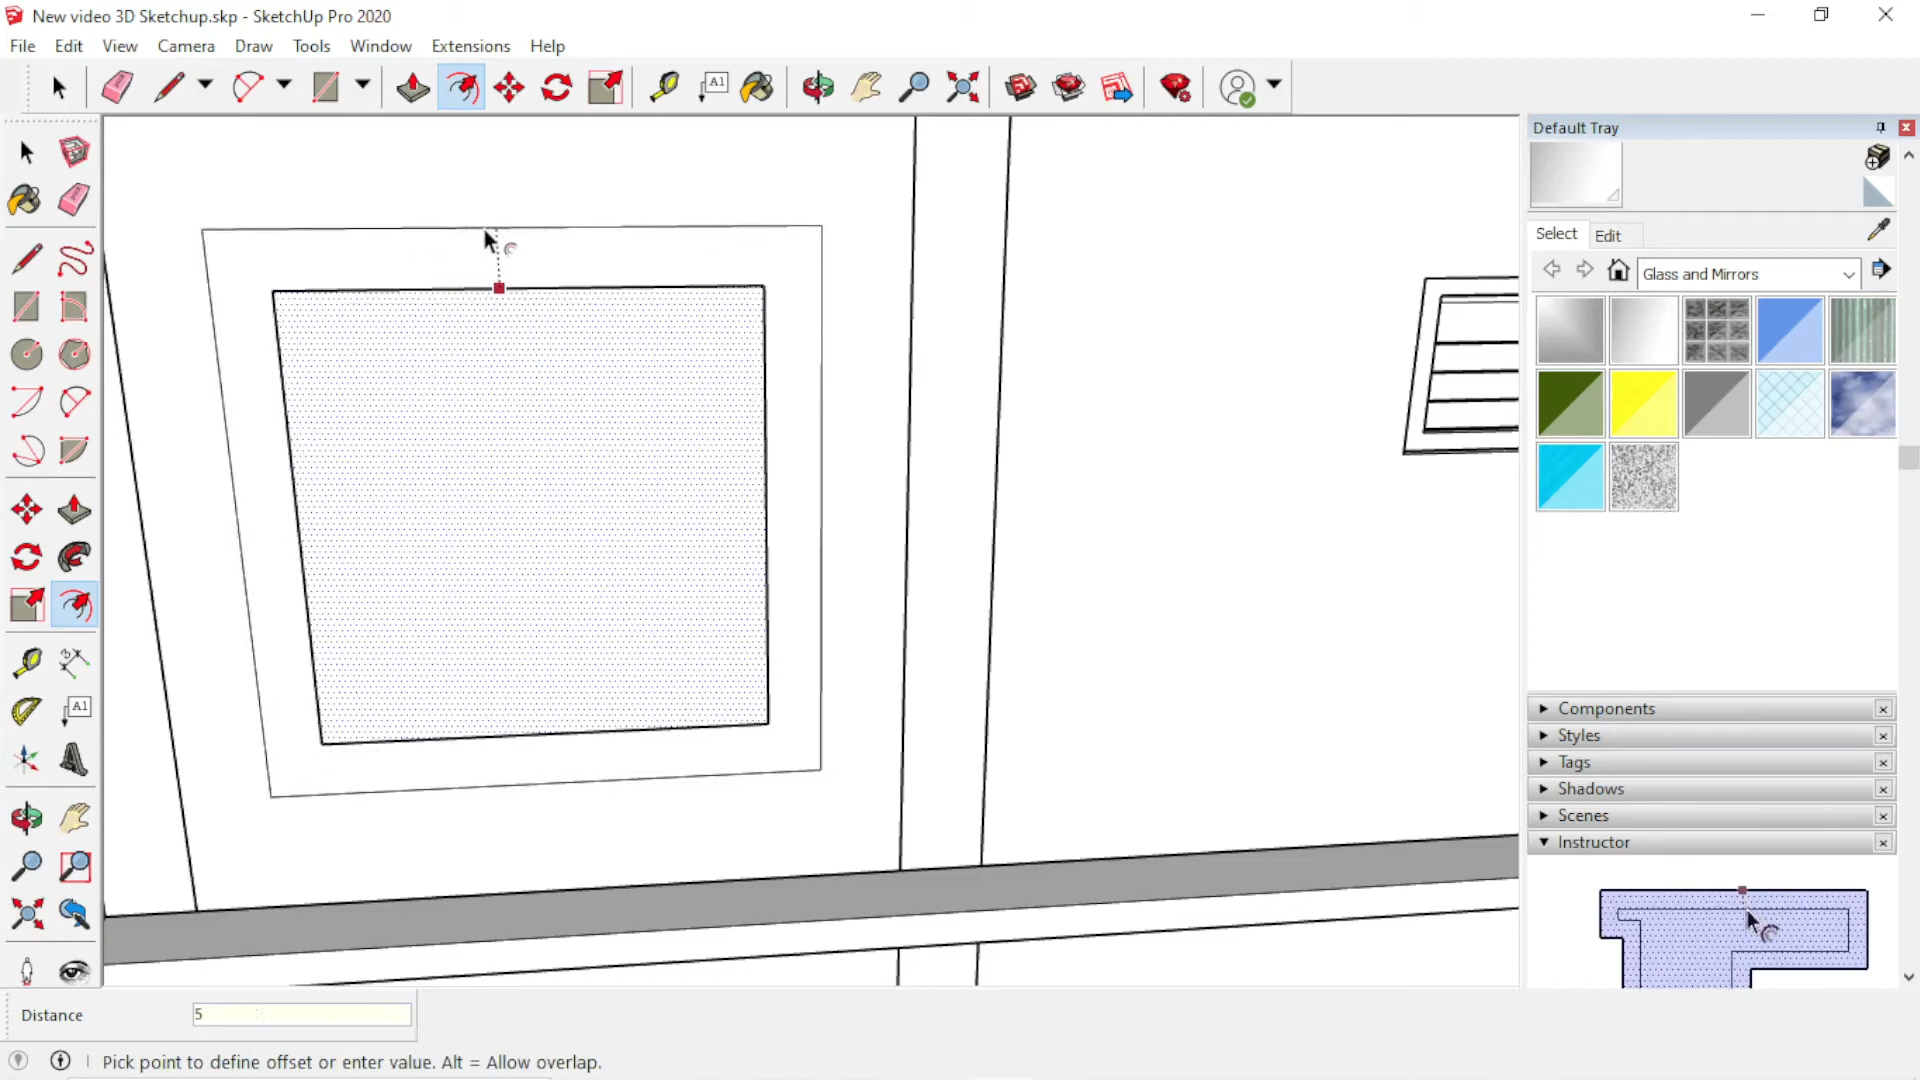 New video 3D Sketchup.skp - SketchUp Pro 2020
File Edit View Camera Draw Tools Window Extensions Help
A1
Default Tray
Select Edit
Glass and Mirrors
A1
Components
Styles
Tags
Shadows
Scenes
Instructor
Distance 5
Pick point to define offset or enter value. Alt = Allow overlap.